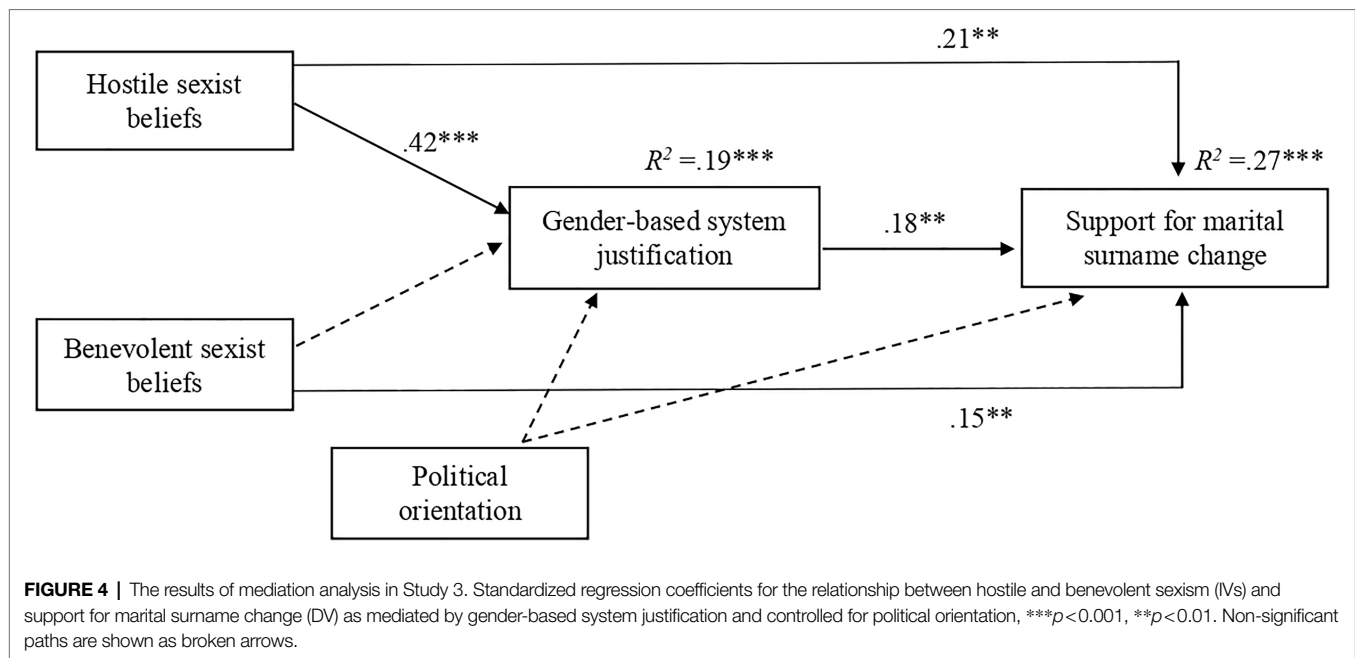 .21**
Hostile sexist
beliefs
.42***
R² =.19***
R² =.27***
Gender-based system
justification
.18**
Support for marital
surname change
Benevolent sexist
beliefs
.15**
Political
orientation
FIGURE 4 | The results of mediation analysis in Study 3. Standardized regression coefficients for the relationship between hostile and benevolent sexism (IVs) and
support for marital surname change (DV) as mediated by gender-based system justification and controlled for political orientation, ***p<0.001, **p<0.01. Non-significant
paths are shown as broken arrows.